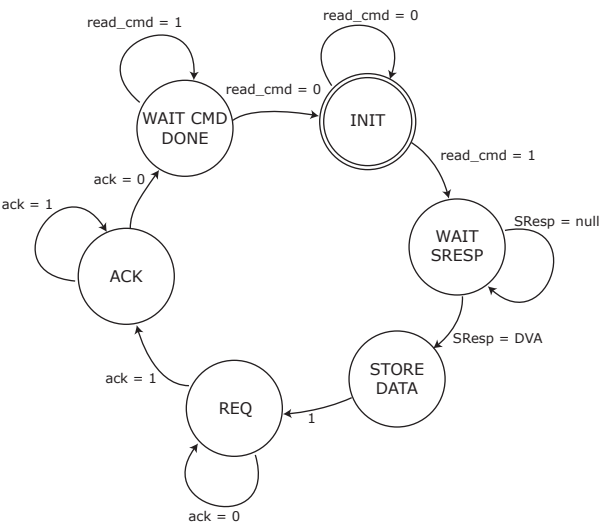 read_cmd = 1
read_cmd = 0
read_cmd = 0
WAIT CMD
DONE
INIT
read_cmd = 1
ack = 0
ack = 1
SResp = null
WAIT
SRESP
ACK
SResp = DVA
STORE
DATA
ack = 1
REQ
1
ack = 0